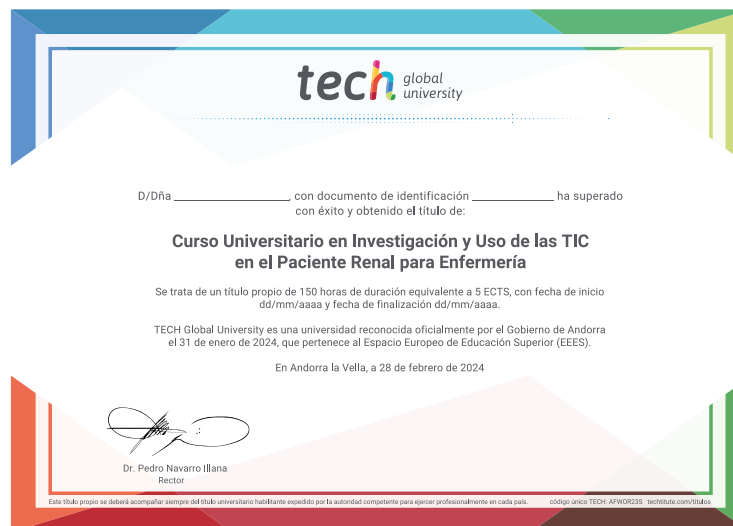 tech global university
D/Dña ____________________, con documento de identificación ______________ ha superado
con éxito y obtenido el título de:
Curso Universitario en Investigación y Uso de las TIC
en el Paciente Renal para Enfermería
Se trata de un título propio de 150 horas de duración equivalente a 5 ECTS, con fecha de inicio
dd/mm/aaaa y fecha de finalización dd/mm/aaaa.
TECH Global University es una universidad reconocida oficialmente por el Gobierno de Andorra
el 31 de enero de 2024, que pertenece al Espacio Europeo de Educación Superior (EEES).
En Andorra la Vella, a 28 de febrero de 2024
Dr. Pedro Navarro Illana
Rector
Este título propio se deberá acompañar siempre del título universitario habilitante expedido por la autoridad competente para ejercer profesionalmente en cada país. código único TECH: AFWOR23S techtitute.com/titulos